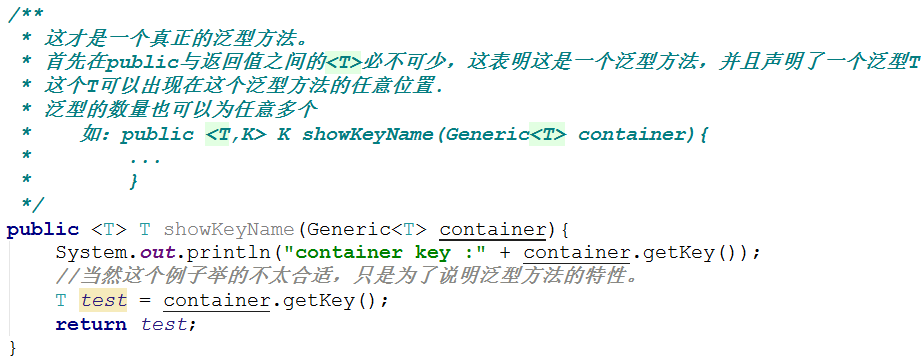 /**
 * 这才是一个真正的泛型方法。
 * 首先在public与返回值之间的<T>必不可少，这表明这是一个泛型方法，并且声明了一个泛型T
 * 这个T可以出现在这个泛型方法的任意位置.
 * 泛型的数量也可以为任意多个
 *    如：public <T,K> K showKeyName(Generic<T> container){
 *        ...
 *        }
 */
public <T> T showKeyName(Generic<T> container){
    System.out.println("container key :" + container.getKey());
    //当然这个例子举的不太合适，只是为了说明泛型方法的特性。
    T test = container.getKey();
    return test;
}